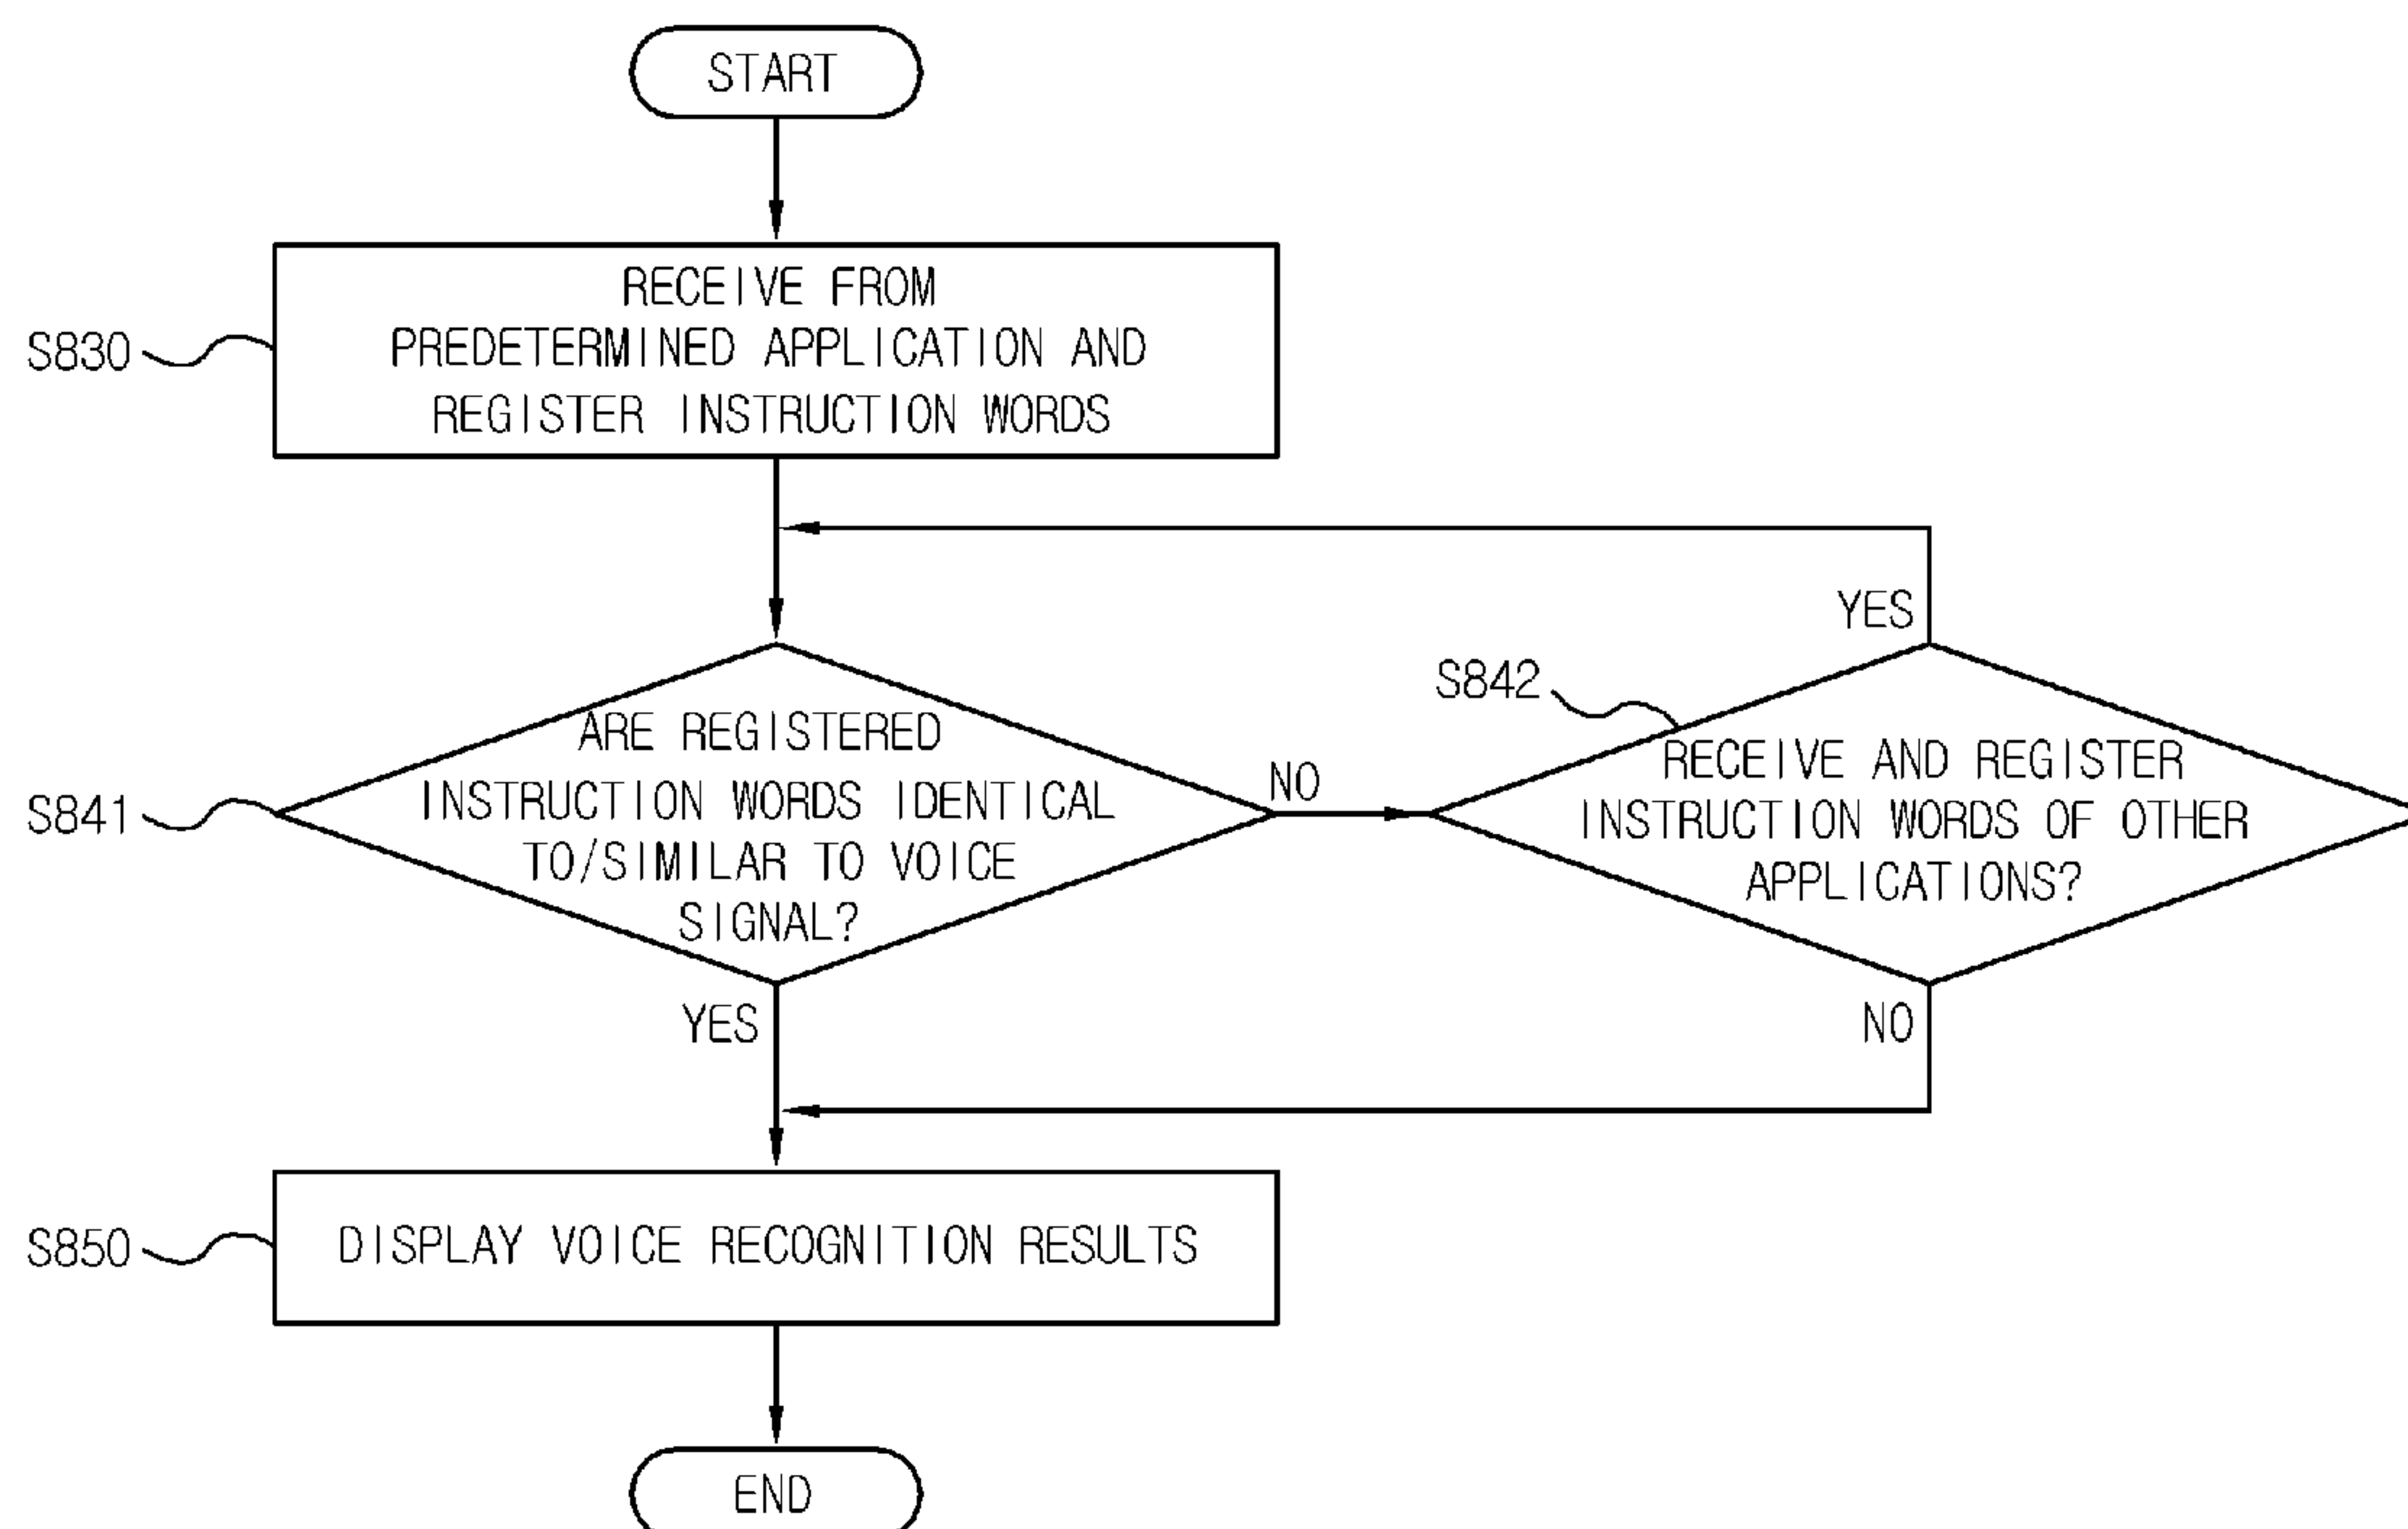 START
RECEIVE FROM
PREDETERMINED APPLICATION AND
REGISTER INSTRUCTION WORDS
S830
YES
S842
ARE REGISTERED
INSTRUCTION WORDS IDENTICAL
TO/SIMILAR TO VOICE
SIGNAL?
S841
NO
RECEIVE AND REGISTER
INSTRUCTION WORDS OF OTHER
APPLICATIONS?
YES
NO
S850
DISPLAY VOICE RECOGNITION RESULTS
END